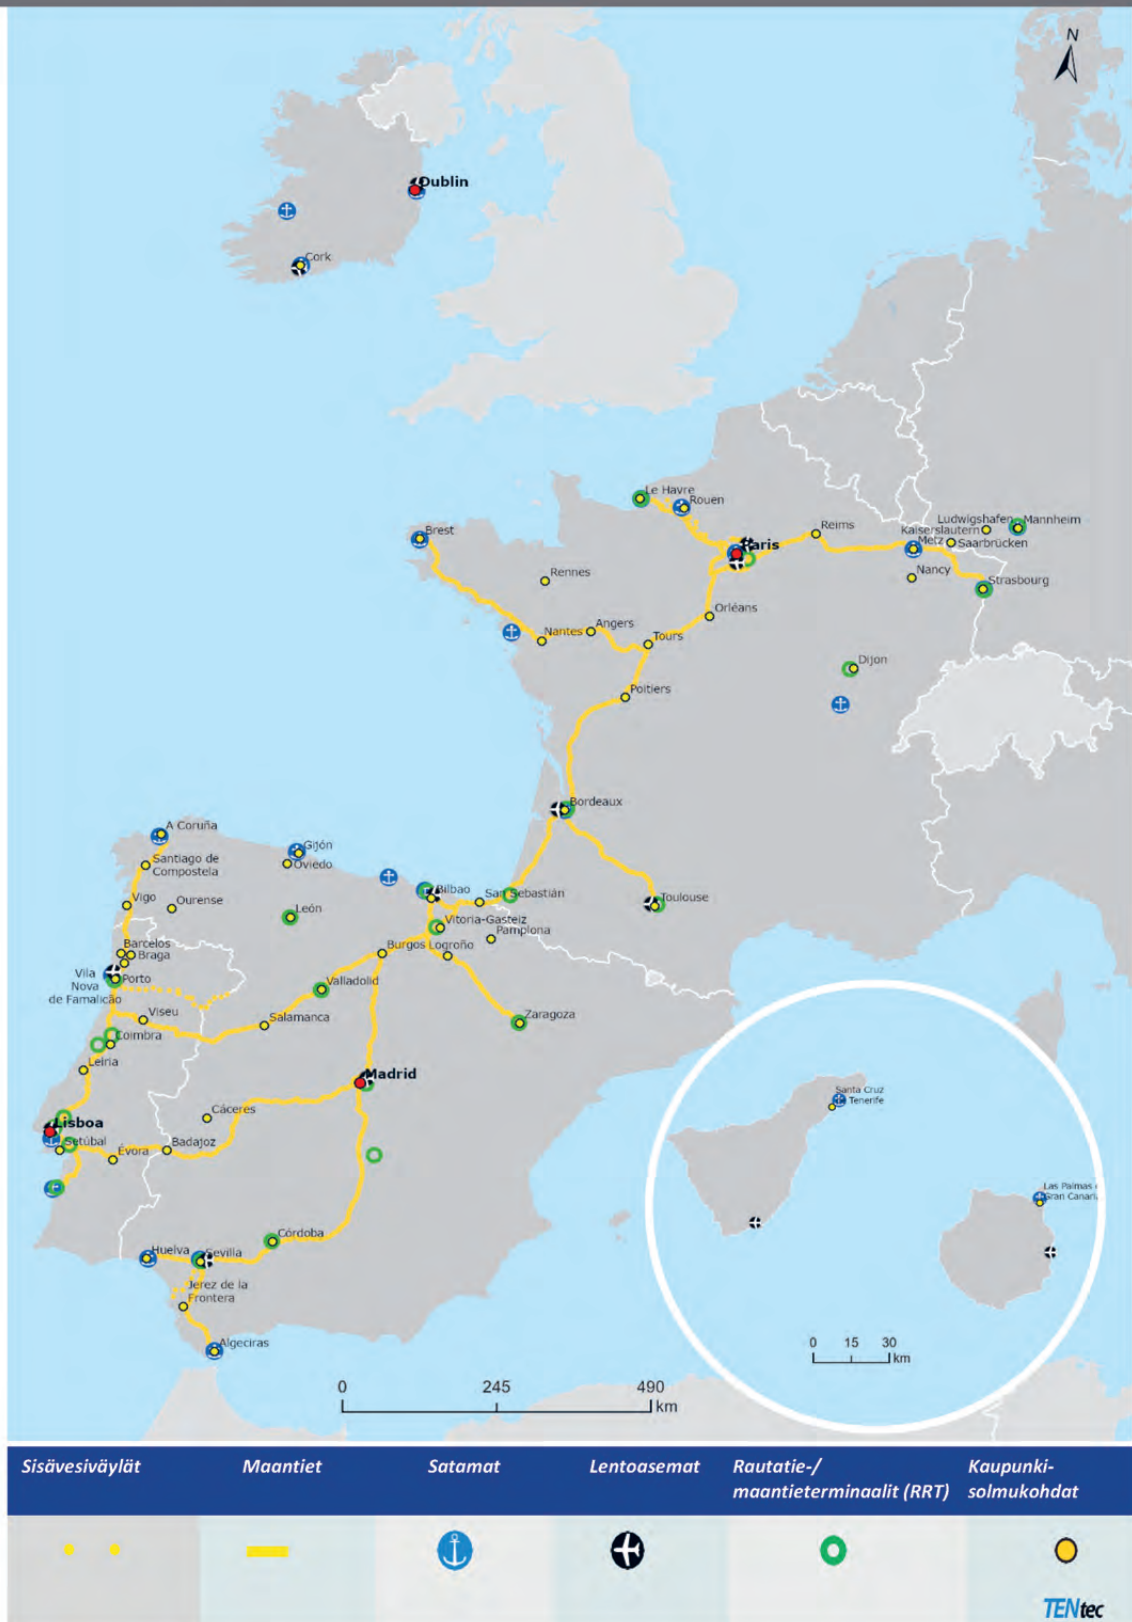 N
Dublin
Cork
Le Havre
Rouen
Brest
Paris
Reims
Ludwigshafen
Mannheim
Kaiserslautern
Metz
Saarbrücken
Nancy
Strasbourg
Rennes
Orléans
Nantes
Angers
Tours
Dijon
Poitiers
Bordeaux
A Coruña
Gijón
Oviedo
Santiago de
Compostela
Bilbao
San Sebastián
Toulouse
Vigo
Ourense
León
Vitoria-Gasteiz
Pamplona
Burgos
Logroño
Barcelos
Braga
Vila
Nova
de Famalicão
Porto
Valladolid
Viseu
Salamanca
Zaragoza
Coimbra
Leiria
Madrid
Cáceres
Lisboa
Setúbal
Évora
Badajoz
Córdoba
Huelva
Sevilla
Jerez de la
Frontera
Algeciras
Santa Cruz
Tenerife
Las Palmas
Gran Canari
0 15 30
km
0 245 490
km
Sisävesiväylät
Maantiet
Satamat
Lentoasemat
Rautatie-/
maantieterminaalit (RRT)
Kaupunki-
solmukohdat
TENtec